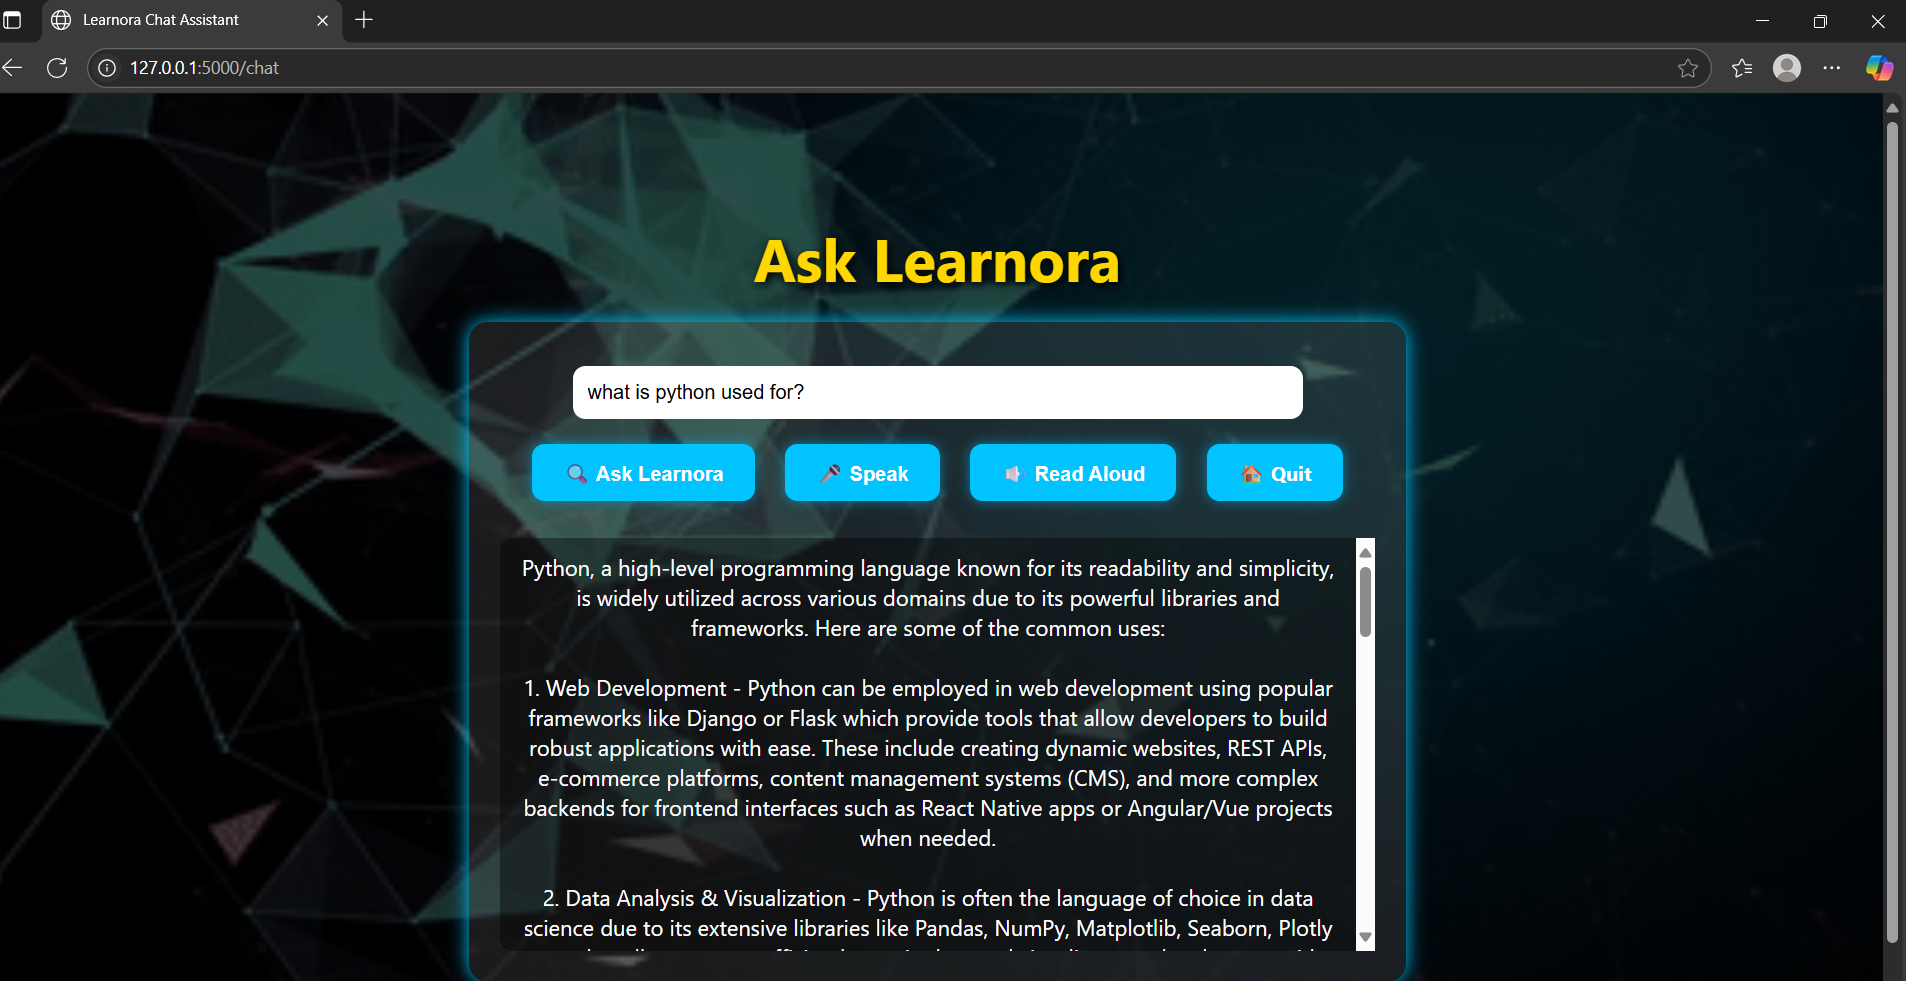 Learnora Chat Assistant
127.0.0.1:5000/chat
Ask Learnora
what is python used for?
Ask Learnora
Speak
Read Aloud
Quit
Python, a high-level programming language known for its readability and simplicity,
is widely utilized across various domains due to its powerful libraries and
frameworks. Here are some of the common uses:
1. Web Development - Python can be employed in web development using popular
frameworks like Django or Flask which provide tools that allow developers to build
robust applications with ease. These include creating dynamic websites, REST APIs,
e-commerce platforms, content management systems (CMS), and more complex
backends for frontend interfaces such as React Native apps or Angular/Vue projects
when needed.
2. Data Analysis & Visualization - Python is often the language of choice in data
science due to its extensive libraries like Pandas, NumPy, Matplotlib, Seaborn, Plotly